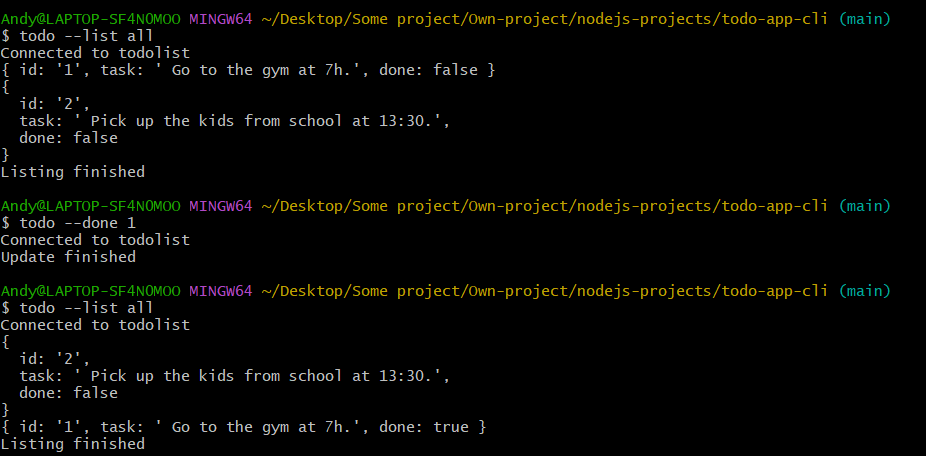 Andy@LAPTOP-SF4N0MOO MINGW64 ~/Desktop/Some project/Own-project/nodejs-projects/todo-app-cli (main)
$ todo --list all
Connected to todolist
{ id: '1', task: ' Go to the gym at 7h.', done: false }
{
  id: '2',
  task: ' Pick up the kids from school at 13:30.',
  done: false
}
Listing finished

Andy@LAPTOP-SF4N0MOO MINGW64 ~/Desktop/Some project/Own-project/nodejs-projects/todo-app-cli (main)
$ todo --done 1
Connected to todolist
Update finished

Andy@LAPTOP-SF4N0MOO MINGW64 ~/Desktop/Some project/Own-project/nodejs-projects/todo-app-cli (main)
$ todo --list all
Connected to todolist
{
  id: '2',
  task: ' Pick up the kids from school at 13:30.',
  done: false
}
{ id: '1', task: ' Go to the gym at 7h.', done: true }
Listing finished